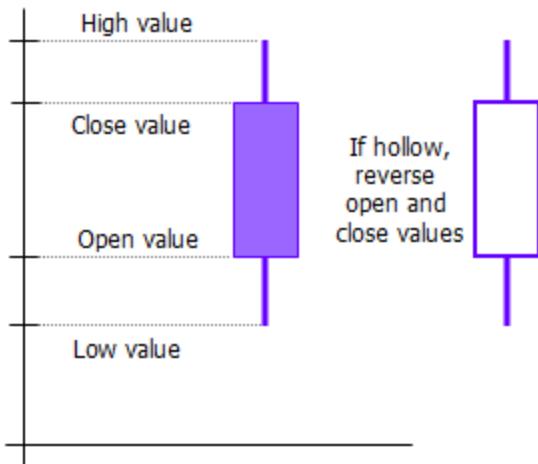 High value
Close value
If hollow,
reverse
open and
close values
Open value
Low value